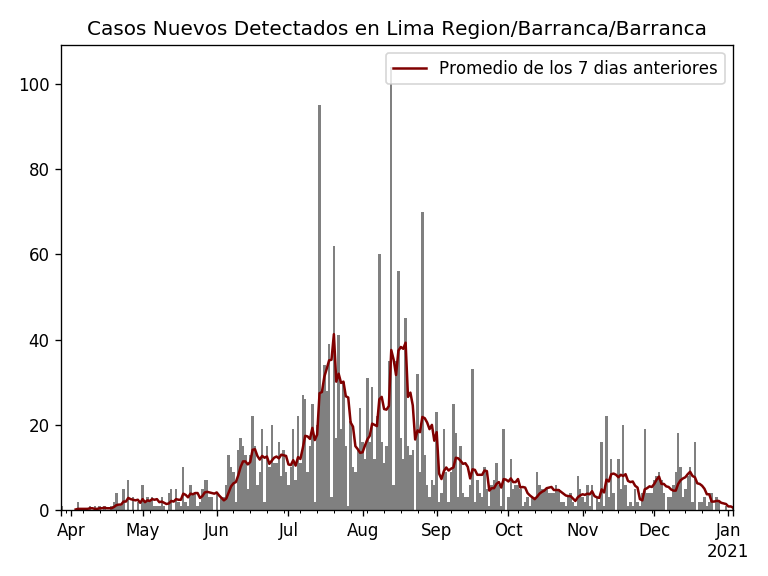 Casos Nuevos Detectados en Lima Region/Barranca/Barranca
Promedio de los 7 dias anteriores
100
80
60
40
20
0
Apr May Jun Jul Aug Sep Oct Nov Dec Jan
2021